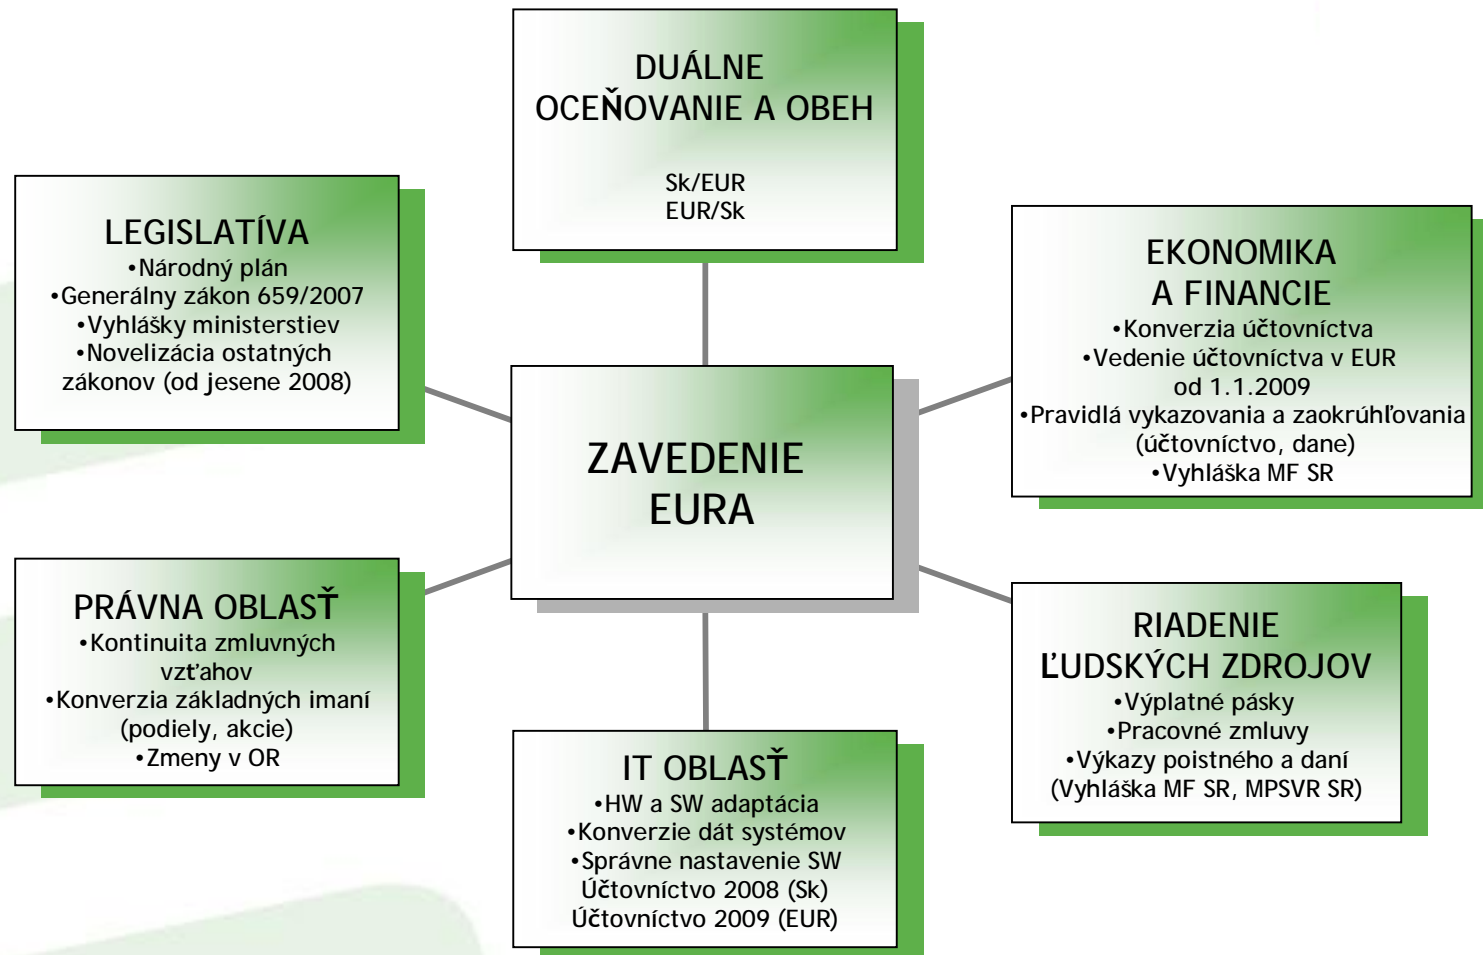 DUÁLNE
OCEŇOVANIE A OBEH
Sk/EUR
EUR/Sk
LEGISLATÍVA
•Národný plán
•Generálny zákon 659/2007
•Vyhlášky ministerstiev
•Novelizácia ostatných
zákonov (od jesene 2008)
EKONOMIKA
A FINANCIE
•Konverzia účtovníctva
•Vedenie účtovníctva v EUR
od 1.1.2009
•Pravidlá vykazovania a zaokrúhľovania
(účtovníctvo, dane)
•Vyhláška MF SR
ZAVEDENIE
EURA
PRÁVNA OBLASŤ
•Kontinuita zmluvných
vzťahov
•Konverzia základných imaní
(podiely, akcie)
•Zmeny v OR
RIADENIE
ĽUDSKÝCH ZDROJOV
•Výplatné pásky
•Pracovné zmluvy
•Výkazy poistného a daní
(Vyhláška MF SR, MPSVR SR)
IT OBLASŤ
•HW a SW adaptácia
•Konverzie dát systémov
•Správne nastavenie SW
Účtovníctvo 2008 (Sk)
Účtovníctvo 2009 (EUR)